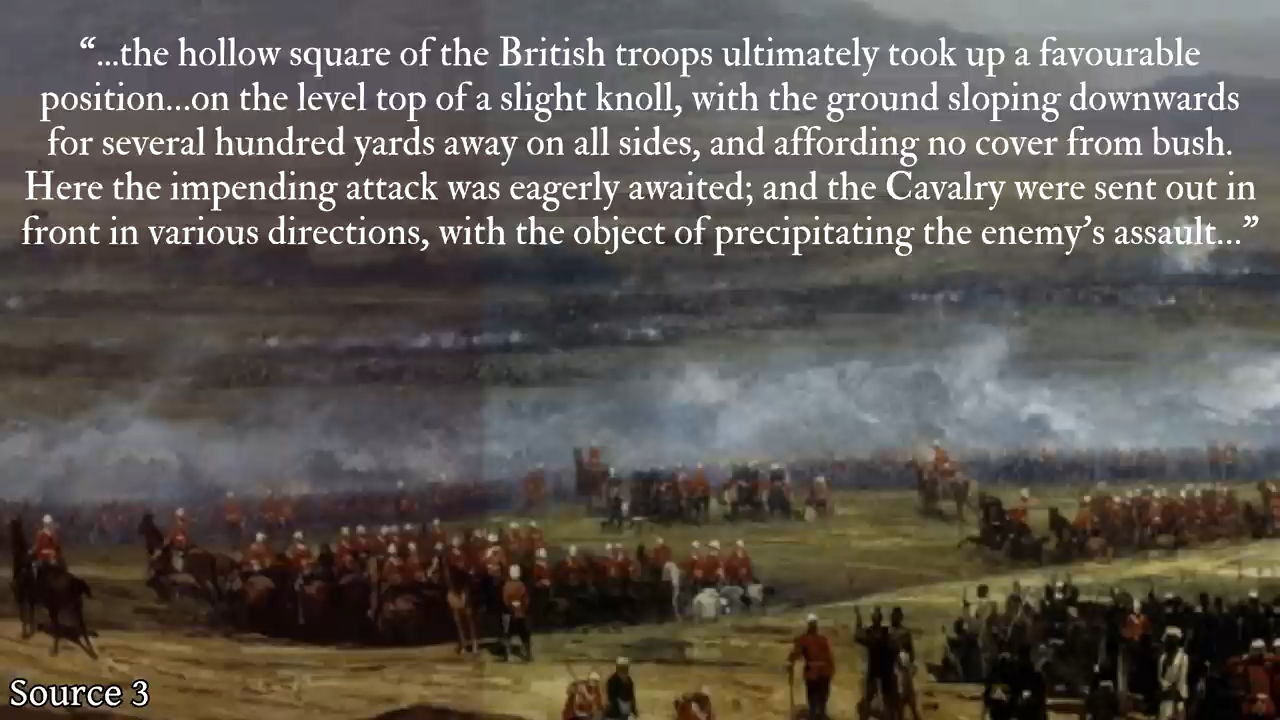 “...the hollow square of the British troops ultimately took up a favourable
position...on the level top of a slight knoll, with the ground sloping downwards
for several hundred yards away on all sides, and affording no cover from bush.
Here the impending attack was eagerly awaited; and the Cavalry were sent out in
front in various directions, with the object of precipitating the enemy’s assault...”
Source 3